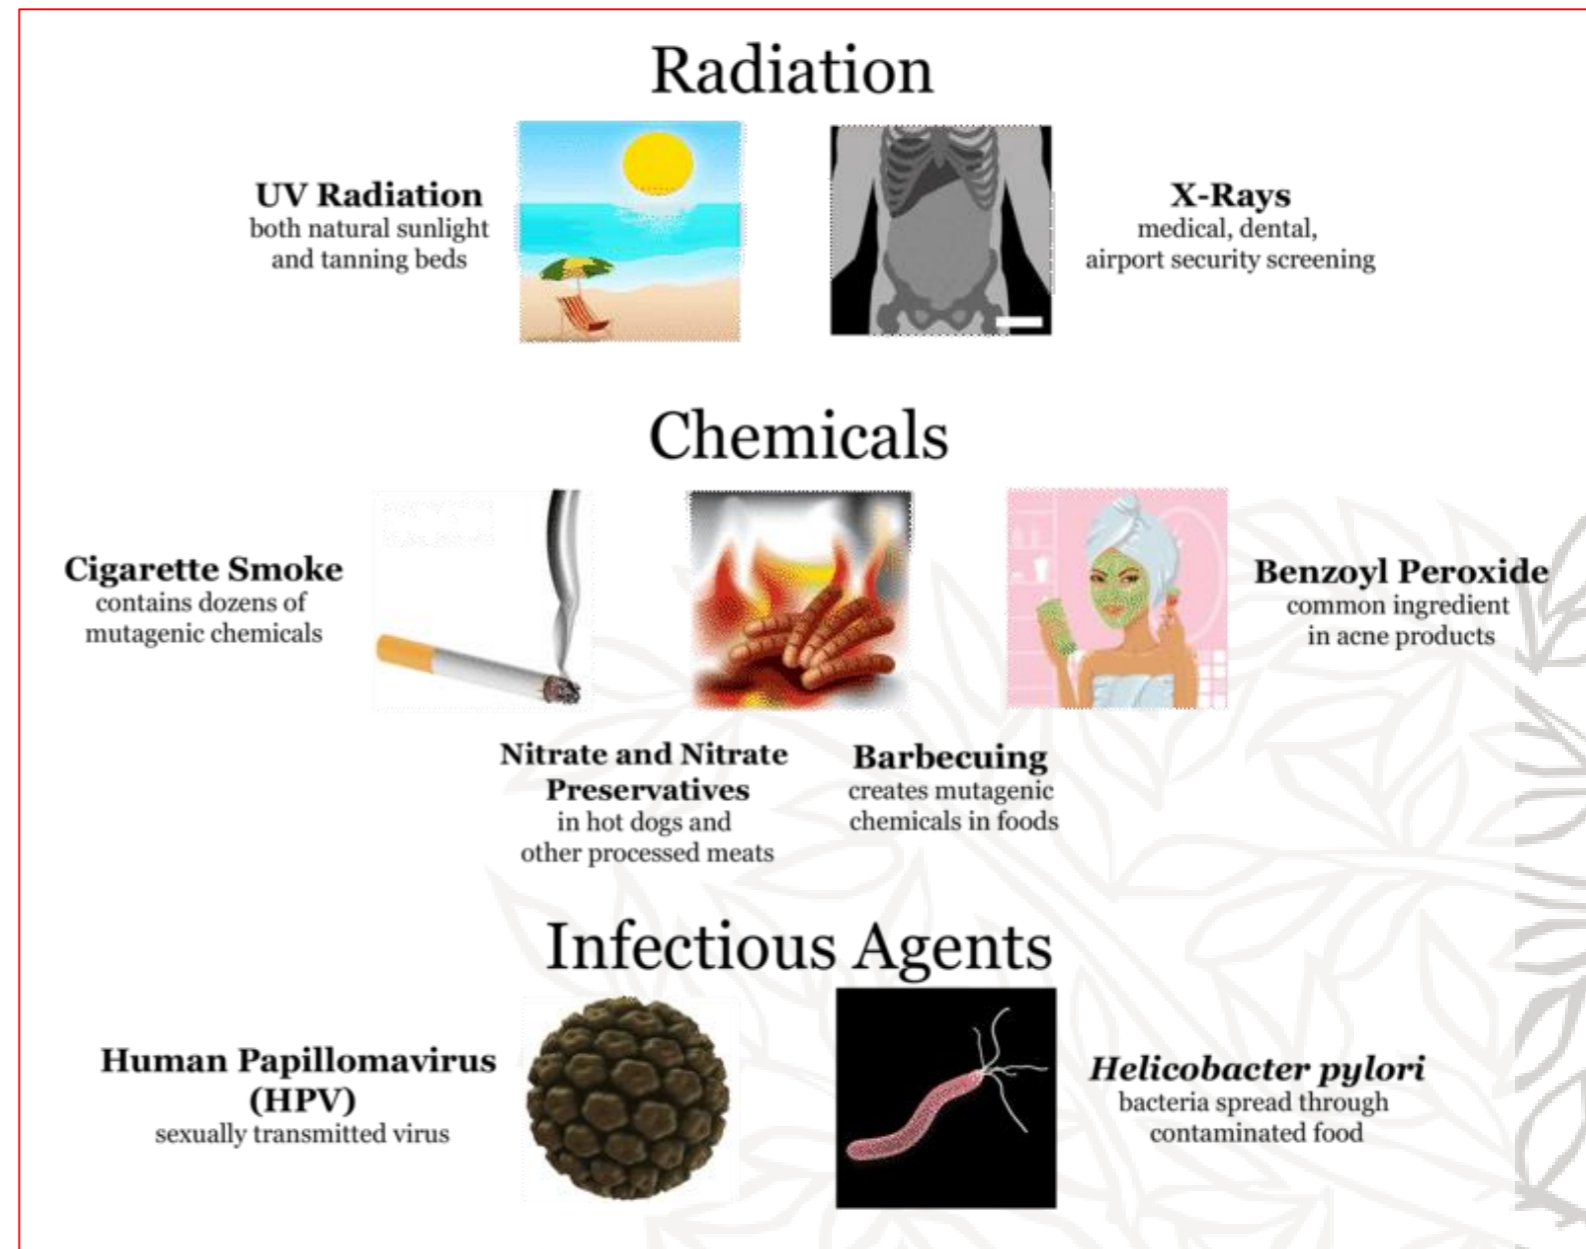 Radiation
UV Radiation
both natural sunlight
and tanning beds
X-Rays
medical, dental,
airport security screening
Chemicals
Cigarette Smoke
contains dozens of
mutagenic chemicals
Benzoyl Peroxide
common ingredient
in acne products
Nitrate and Nitrate
Preservatives
in hot dogs and
other processed meats
Barbecuing
creates mutagenic
chemicals in foods
Infectious Agents
Human Papillomavirus
(HPV)
sexually transmitted virus
Helicobacter pylori
bacteria spread through
contaminated food